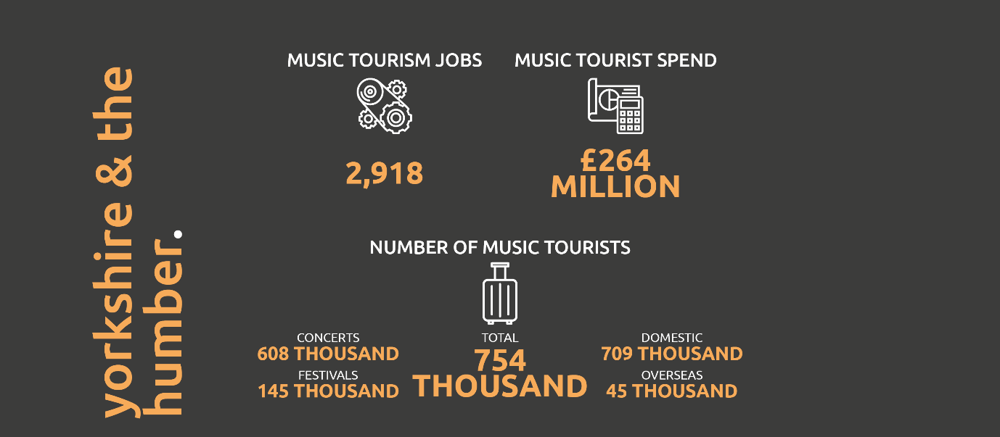 yorkshire & the
humber.
MUSIC TOURISM JOBS
2,918
MUSIC TOURIST SPEND
£264
MILLION
NUMBER OF MUSIC TOURISTS
CONCERTS
608 THOUSAND
FESTIVALS
145 THOUSAND
TOTAL
754
THOUSAND
DOMESTIC
709 THOUSAND
OVERSEAS
45 THOUSAND